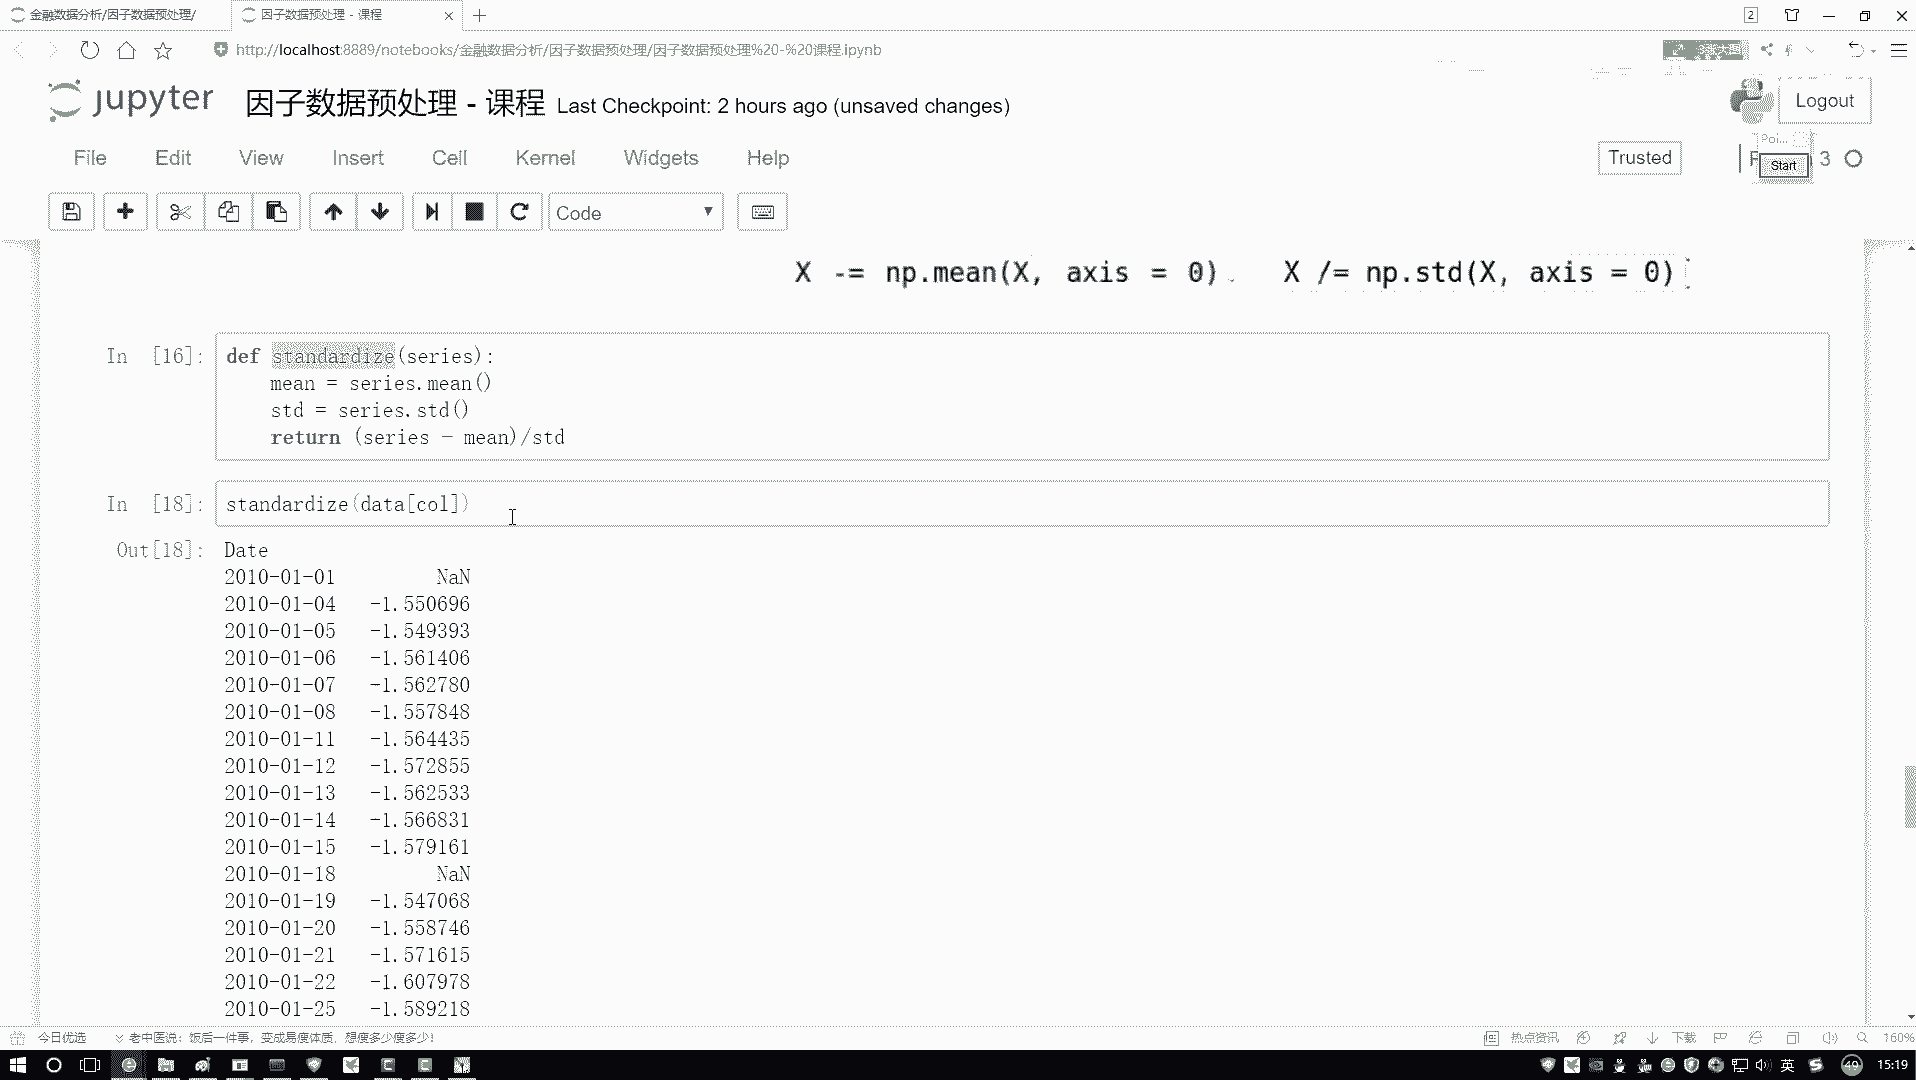 金融数据分析/因子数据预处理/
因子数据预处理 - 课程
2
http://localhost:8889/notebooks/金融数据分析/因子数据预处理/因子数据预处理%20-%20课程.ipynb
jupyter
因子数据预处理 - 课程 Last Checkpoint: 2 hours ago (unsaved changes)
Logout
File Edit View Insert Cell Kernel Widgets Help
Trusted
Poi...
Start
3
Code
X -= np.mean(X, axis = 0) X /= np.std(X, axis = 0)
In [16]: def standardize(series):
mean = series.mean()
std = series.std()
return (series - mean)/std
In [18]: standardize(data[col])
Out[18]: Date
2010-01-01 NaN
2010-01-04 -1.550696
2010-01-05 -1.549393
2010-01-06 -1.561406
2010-01-07 -1.562780
2010-01-08 -1.557848
2010-01-11 -1.564435
2010-01-12 -1.572855
2010-01-13 -1.562533
2010-01-14 -1.566831
2010-01-15 -1.579161
2010-01-18 NaN
2010-01-19 -1.547068
2010-01-20 -1.558746
2010-01-21 -1.571615
2010-01-22 -1.607978
2010-01-25 -1.589218
今日优选 老中医说：饭后一件事，变成易瘦体质，想瘦多少瘦多少！
热点资讯 下载 160%
英 49 15:19